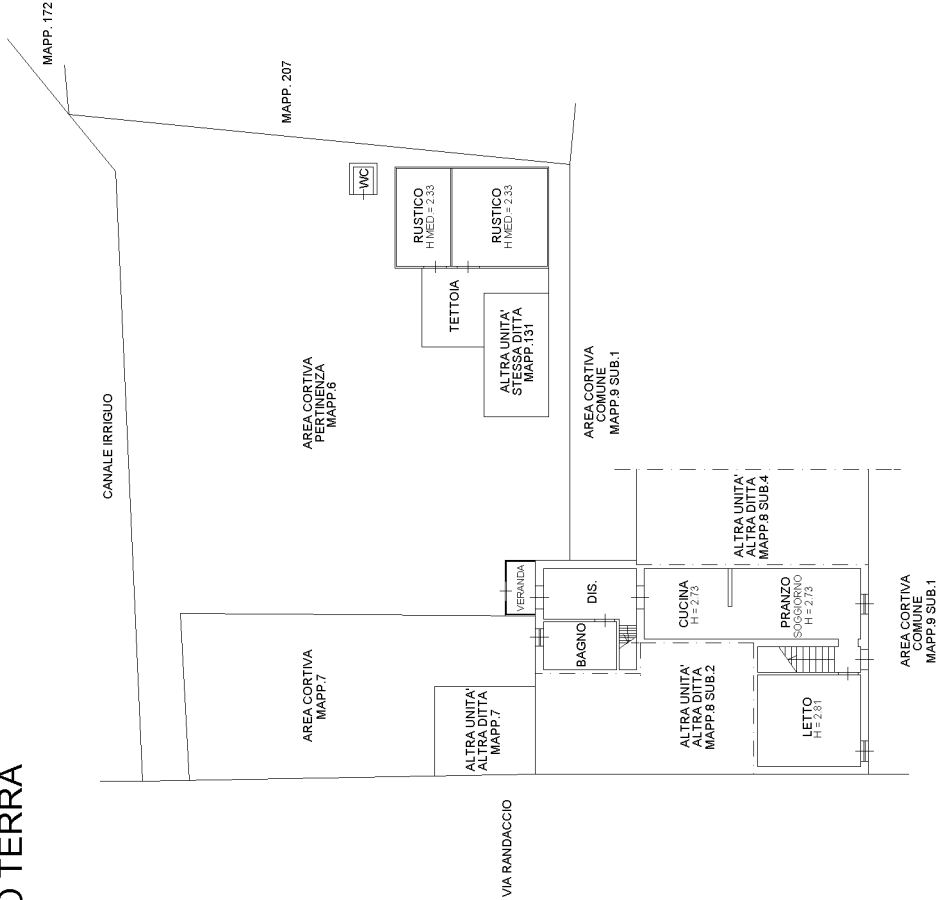 MAPP. 172
MAPP. 207
WC
RUSTICO
H MED.= 2.33
RUSTICO
H MED.= 2.33
TETTOIA
ALTRA UNITA'
STESSA DITTA
MAPP.131
AREA CORTIVA
PERTINENZA
MAPP.6
CANALE IRRIGUO
AREA CORTIVA
COMUNE
MAPP.9 SUB.1
ALTRA UNITA'
ALTRA DITTA
MAPP.8 SUB.4
VERANDA
DIS.
CUCINA
H = 2.73
PRANZO
SOGGIORNO
H = 2.73
AREA CORTIVA
COMUNE
MAPP.9 SUB.1
BAGNO
AREA CORTIVA
MAPP.7
ALTRA UNITA'
ALTRA DITTA
MAPP.7
ALTRA UNITA'
ALTRA DITTA
MAPP.8 SUB.2
LETTO
H = 2.81
VIA RANDACCIO
O TERRA